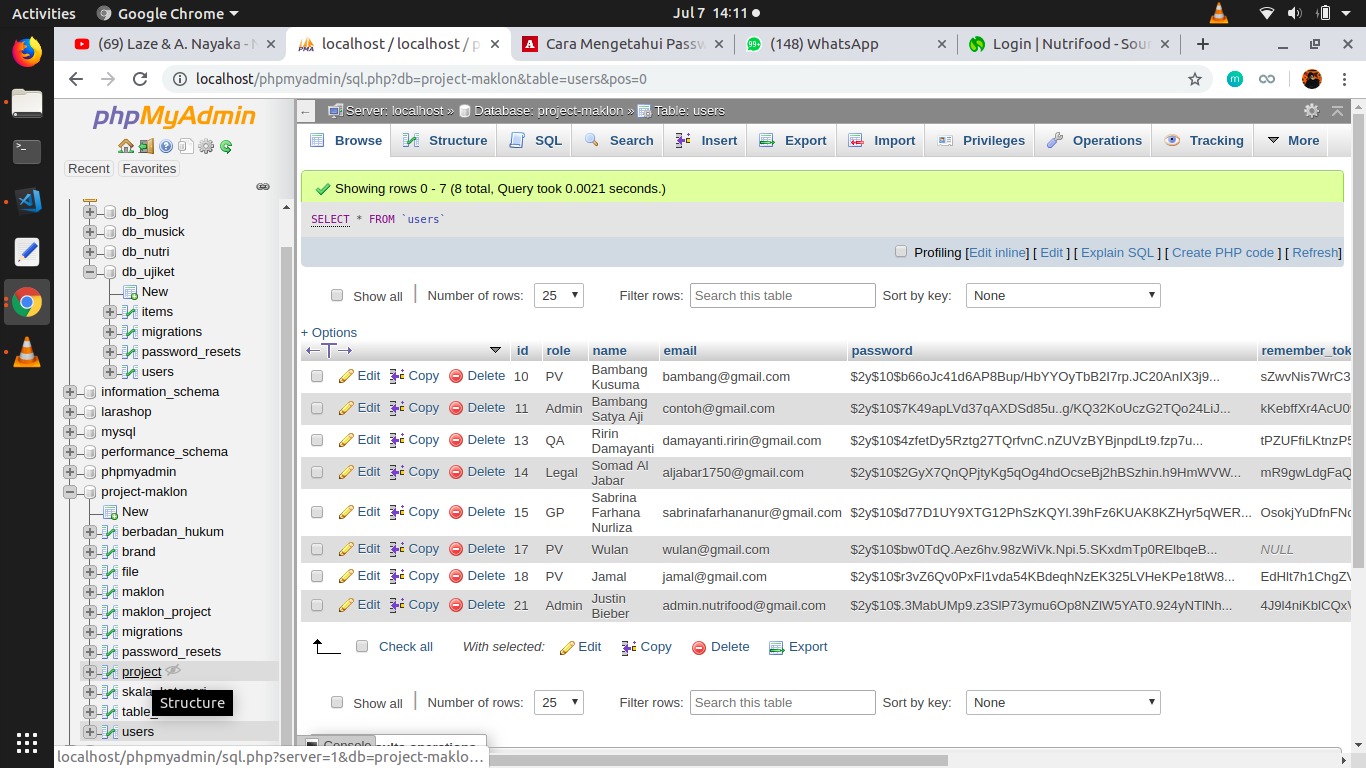 Activities Google Chrome Jul 7 14:11
(69) Laze & A. Nayaka - localhost / localhost / p Cara Mengetahui Passw (148) WhatsApp Login | Nutrifood - Sour
localhost/phpmyadmin/sql.php?db=project-maklon&table=users&pos=0
phpMyAdmin
Recent Favorites
db_blog
db_musick
db_nutri
db_ujiket
New
items
migrations
password_resets
users
information_schema
larashop
mysql
performance_schema
phpmyadmin
project-maklon
New
berbadan_hukum
brand
file
maklon
maklon_project
migrations
password_resets
project
Structure
table_
users
localhost/phpmyadmin/sql.php?server=1&db=project-maklo…
Server: localhost » Database: project-maklon » Table: users
Browse Structure SQL Search Insert Export Import Privileges Operations Tracking More
Showing rows 0 - 7 (8 total, Query took 0.0021 seconds.)
SELECT * FROM `users`
Profiling [Edit inline] [ Edit ] [ Explain SQL ] [ Create PHP code ] [ Refresh]
Show all Number of rows: 25 Filter rows: Search this table Sort by key: None
+ Options
id role name email password remember_tok
Edit Copy Delete 10 PV Bambang Kusuma bambang@gmail.com $2y$10$b66oJc41d6AP8Bup/HbYYOyTbB2I7rp.JC20AnIX3j9... sZwvNis7WrC3
Edit Copy Delete 11 Admin Bambang Satya Aji contoh@gmail.com $2y$10$7K49apLVd37qAXDSd85u..g/KQ32KoUczG2TQo24LiJ... kKebffXr4AcU0
Edit Copy Delete 13 QA Ririn Damayanti damayanti.ririn@gmail.com $2y$10$4zfetDy5Rztg27TQrfvnC.nZUVzBYBjnpdLt9.fzp7u... tPZUFfiLKtnzP5
Edit Copy Delete 14 Legal Somad Al Jabar aljabar1750@gmail.com $2y$10$2GyX7QnQPjtyKg5qOg4hdOcseBj2hBSzhin.h9HmWVW... mR9gwLdgFaQ
Edit Copy Delete 15 GP Sabrina Farhana Nurliza sabrinafarhananur@gmail.com $2y$10$d77D1UY9XTG12PhSzKQYl.39hFz6KUAK8KZHyr5qWER... OsokjYuDfnFNc
Edit Copy Delete 17 PV Wulan wulan@gmail.com $2y$10$bw0TdQ.Aez6hv.98zWiVk.Npi.5.SKxdmTp0RElbqeB... NULL
Edit Copy Delete 18 PV Jamal jamal@gmail.com $2y$10$r3vZ6Qv0PxFl1vda54KBdeqhNzEK325LVHeKPe18tW8... EdHlt7h1ChgZV
Edit Copy Delete 21 Admin Justin Bieber admin.nutrifood@gmail.com $2y$10$.3MabUMp9.z3SlP73ymu6Op8NZlW5YAT0.924yNTlNh... 4J9l4niKblCQxV
Check all With selected: Edit Copy Delete Export
Show all Number of rows: 25 Filter rows: Search this table Sort by key: None
Console